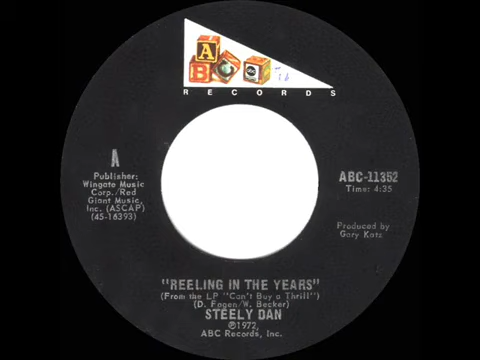 A B C
abc
16
RECORDS
A
Publisher:
Wingate Music
Corp./Red
Giant Music,
Inc. (ASCAP)
(45-16393)
ABC-11352
Time: 4:35
Produced by
Gary Katz
"REELING IN THE YEARS"
(From the LP "Can't Buy a Thrill")
(D. Fagen/W. Becker)
STEELY DAN
℗1972,
ABC Records, Inc.